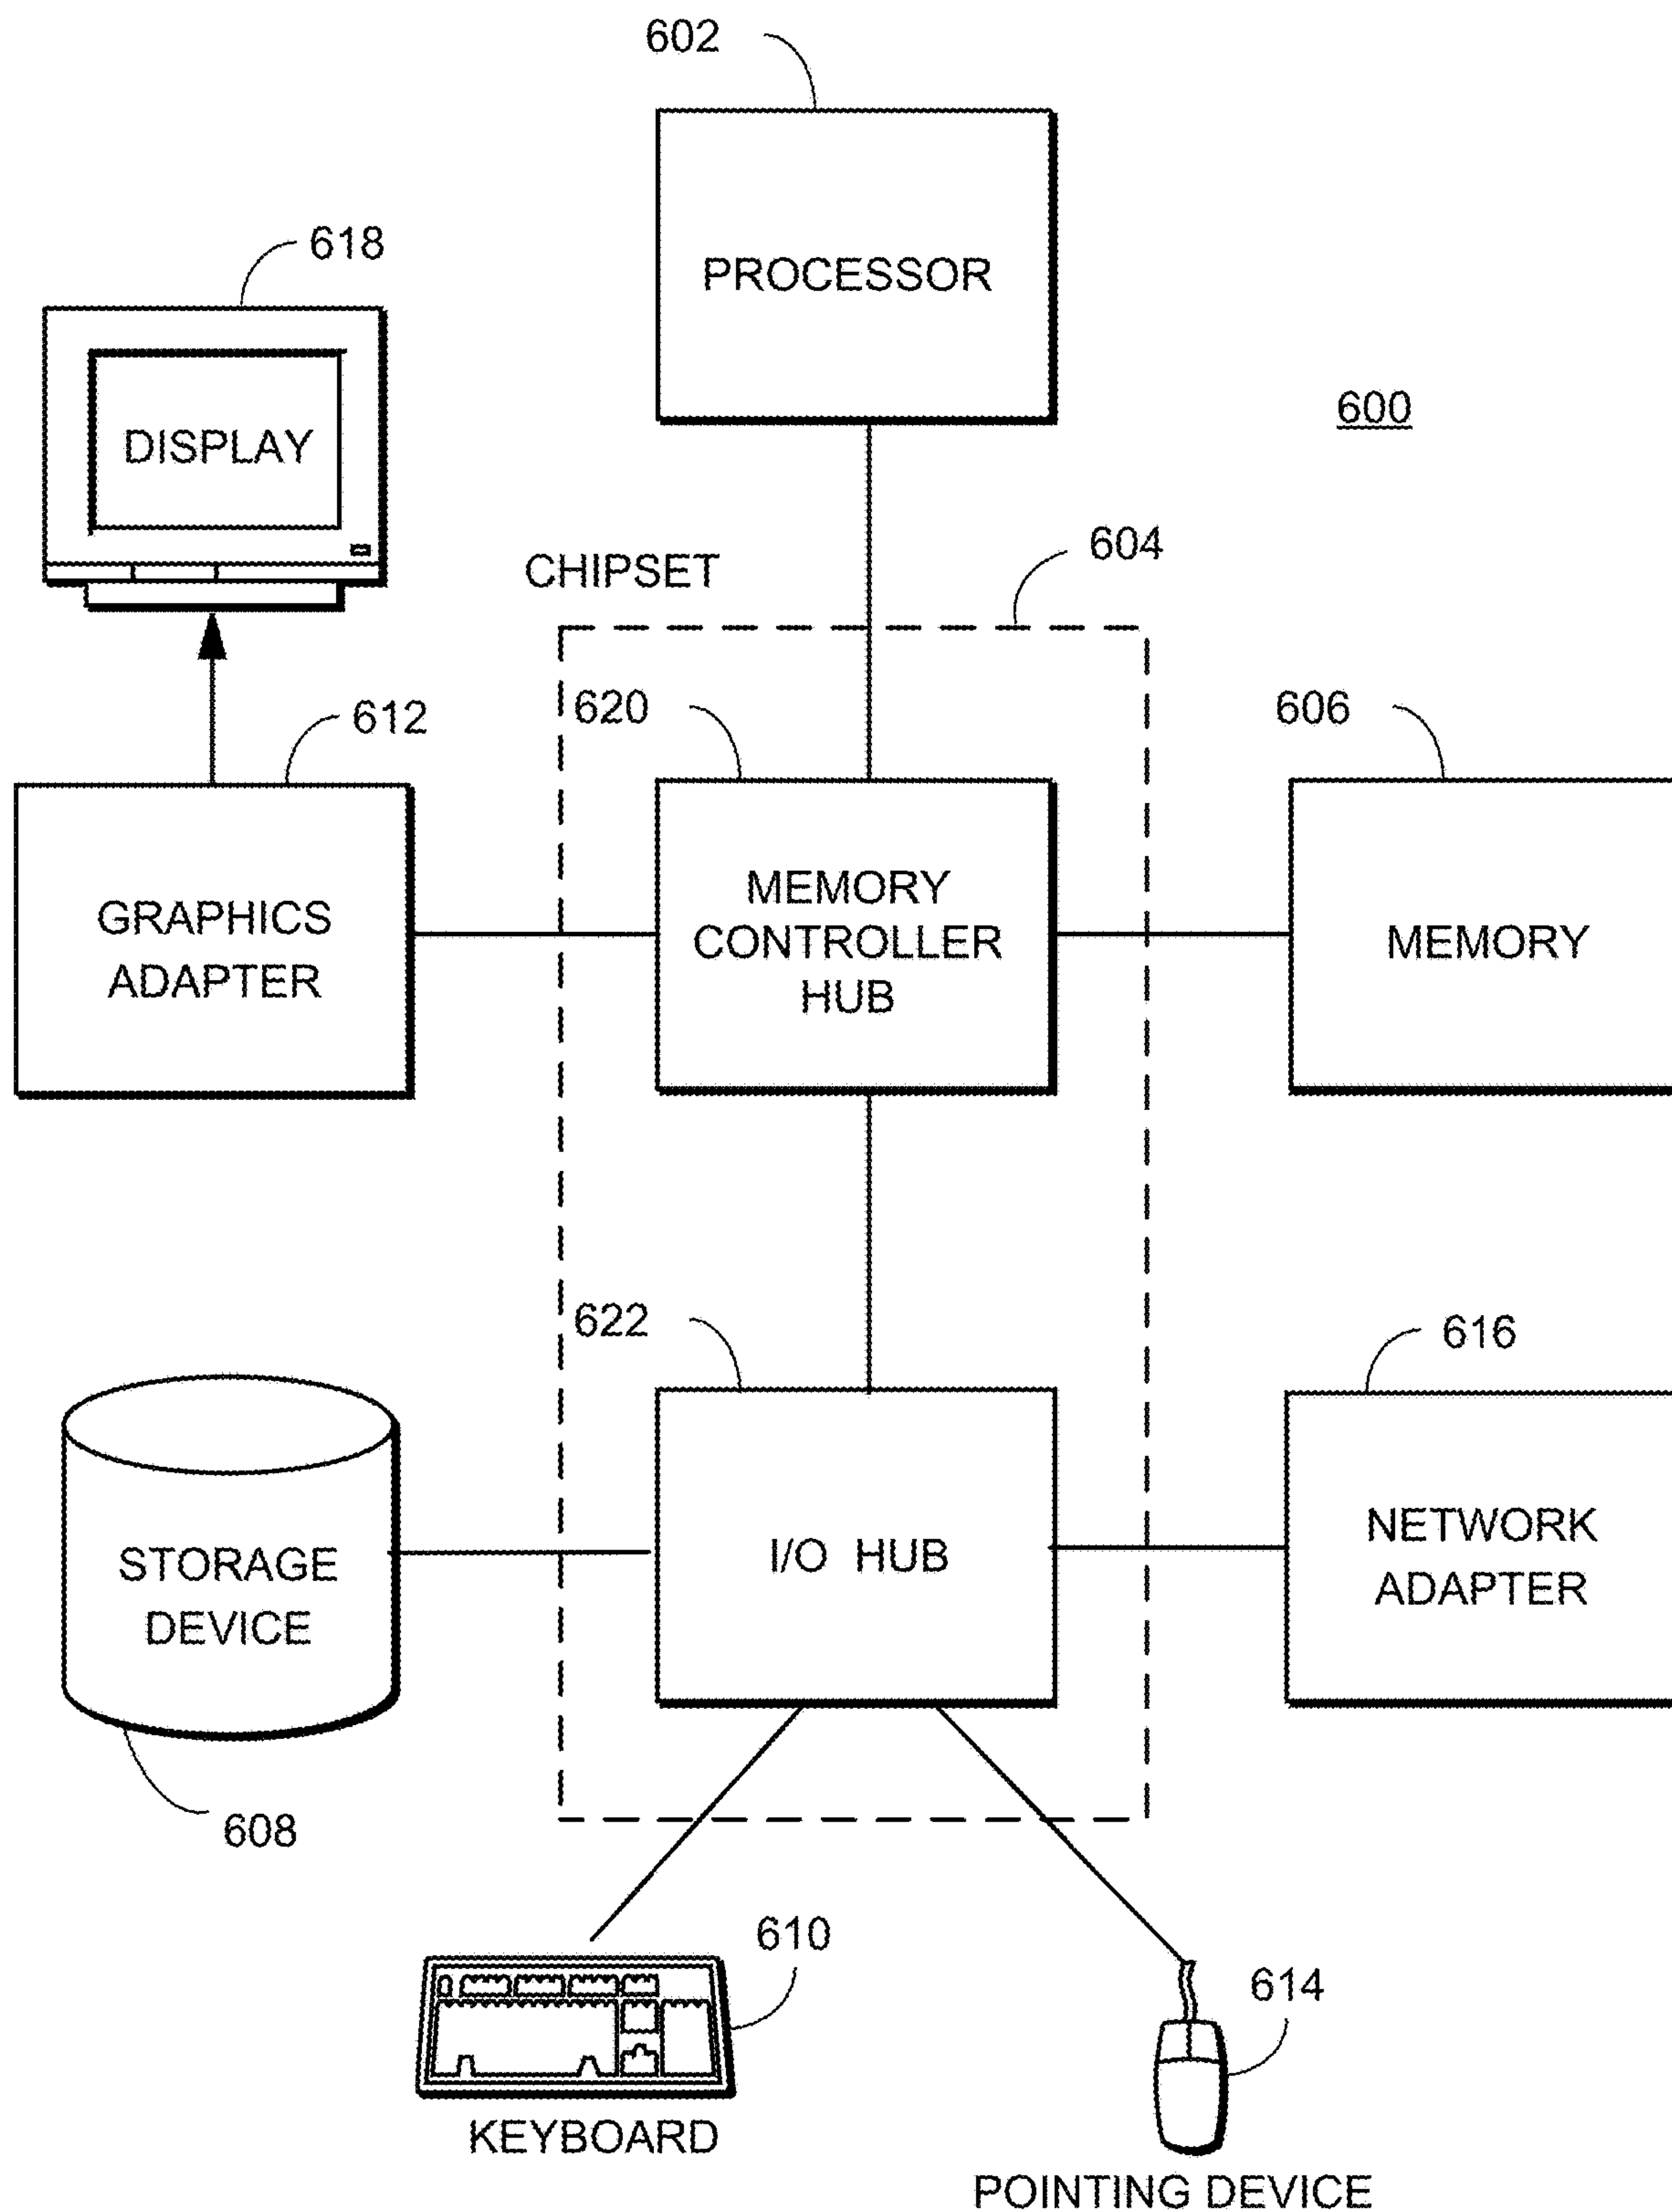 602
PROCESSOR
618
DISPLAY
600
CHIPSET
604
612
620
606
GRAPHICS
ADAPTER
MEMORY
CONTROLLER
HUB
MEMORY
622
616
STORAGE
DEVICE
I/O HUB
NETWORK
ADAPTER
608
610
KEYBOARD
614
POINTING DEVICE